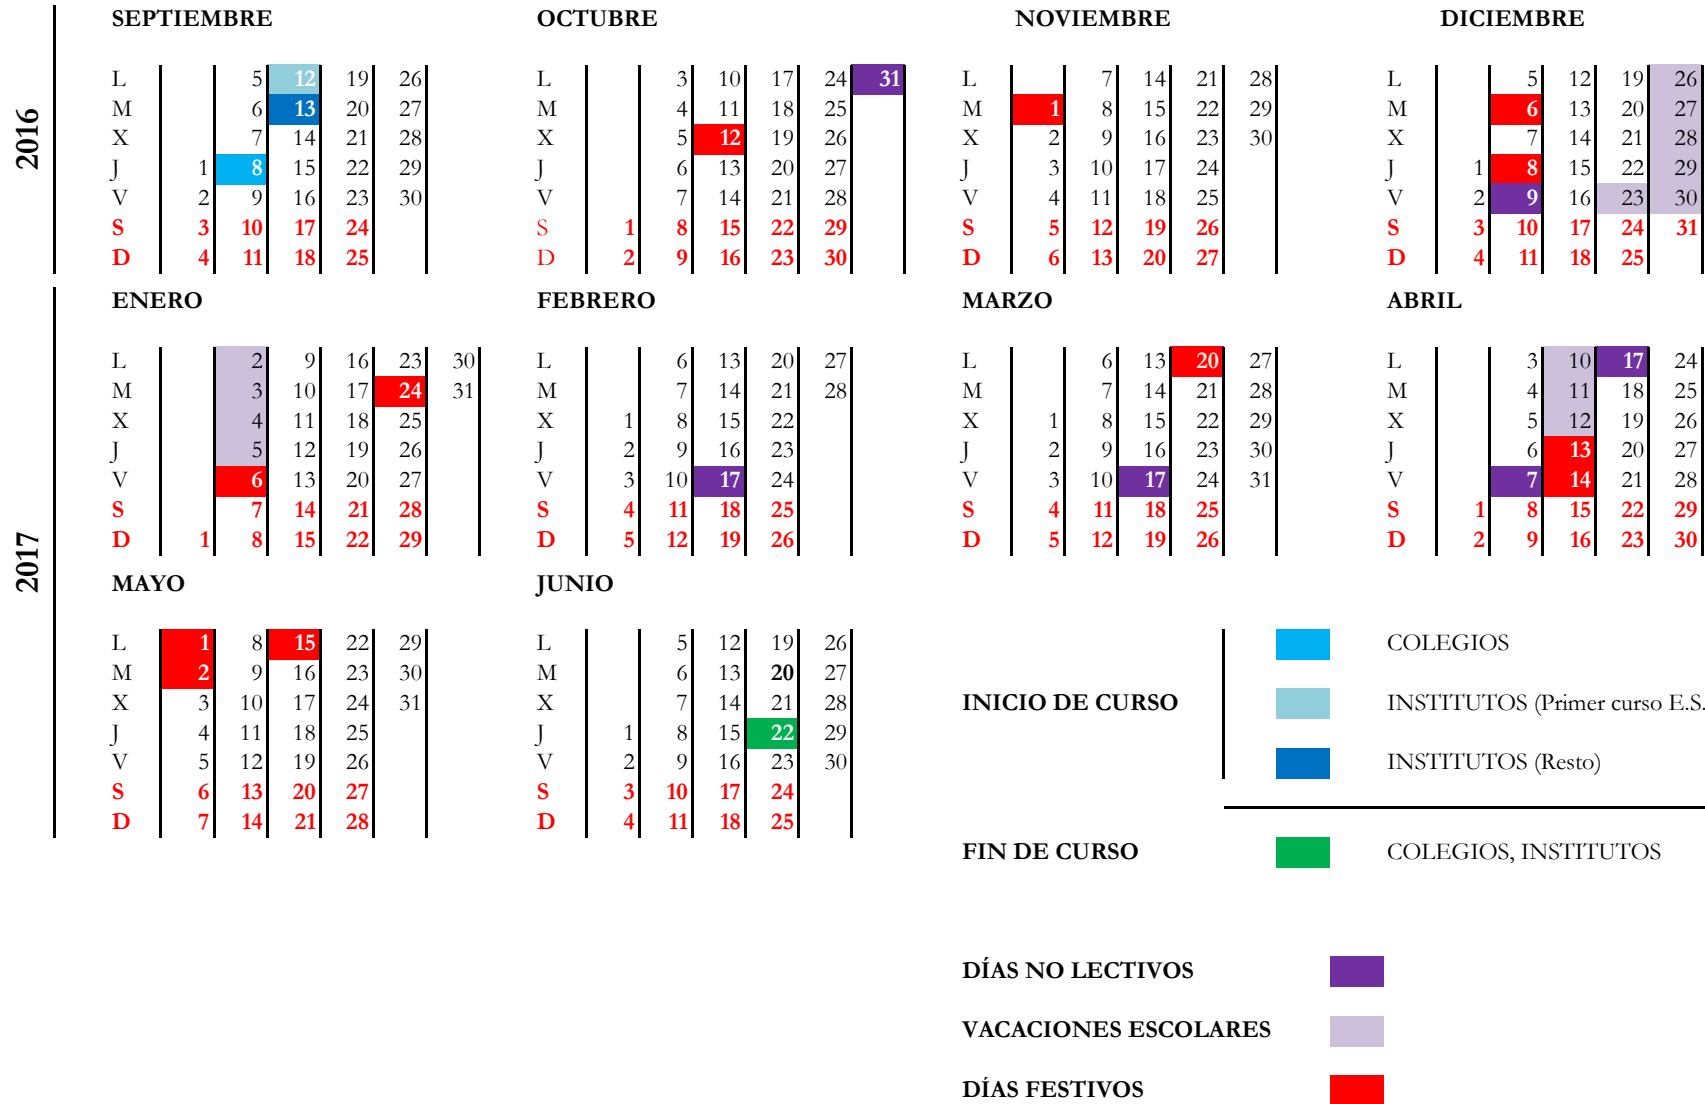 2016
SEPTIEMBRE OCTUBRE NOVIEMBRE DICIEMBRE
L 5 12 19 26 L 3 10 17 24 31 L 7 14 21 28 L 5 12 19 26
M 6 13 20 27 M 4 11 18 25 M 1 8 15 22 29 M 6 13 20 27
X 7 14 21 28 X 5 12 19 26 X 2 9 16 23 30 X 7 14 21 28
J 1 8 15 22 29 J 6 13 20 27 J 3 10 17 24 J 1 8 15 22 29
V 2 9 16 23 30 V 7 14 21 28 V 4 11 18 25 V 2 9 16 23 30
S 3 10 17 24 S 1 8 15 22 29 S 5 12 19 26 S 3 10 17 24 31
D 4 11 18 25 D 2 9 16 23 30 D 6 13 20 27 D 4 11 18 25
2017
ENERO FEBRERO MARZO ABRIL
L 2 9 16 23 30 L 6 13 20 27 L 6 13 20 27 L 3 10 17 24
M 3 10 17 24 31 M 7 14 21 28 M 7 14 21 28 M 4 11 18 25
X 4 11 18 25 X 1 8 15 22 X 1 8 15 22 29 X 5 12 19 26
J 5 12 19 26 J 2 9 16 23 J 2 9 16 23 30 J 6 13 20 27
V 6 13 20 27 V 3 10 17 24 V 3 10 17 24 31 V 7 14 21 28
S 7 14 21 28 S 4 11 18 25 S 4 11 18 25 S 1 8 15 22 29
D 1 8 15 22 29 D 5 12 19 26 D 5 12 19 26 D 2 9 16 23 30
MAYO JUNIO
L 1 8 15 22 29 L 5 12 19 26
M 2 9 16 23 30 M 6 13 20 27
X 3 10 17 24 31 X 7 14 21 28
J 4 11 18 25 J 1 8 15 22 29
V 5 12 19 26 V 2 9 16 23 30
S 6 13 20 27 S 3 10 17 24
D 7 14 21 28 D 4 11 18 25
INICIO DE CURSO
COLEGIOS
INSTITUTOS (Primer curso E.S.
INSTITUTOS (Resto)
FIN DE CURSO COLEGIOS, INSTITUTOS
DÍAS NO LECTIVOS
VACACIONES ESCOLARES
DÍAS FESTIVOS